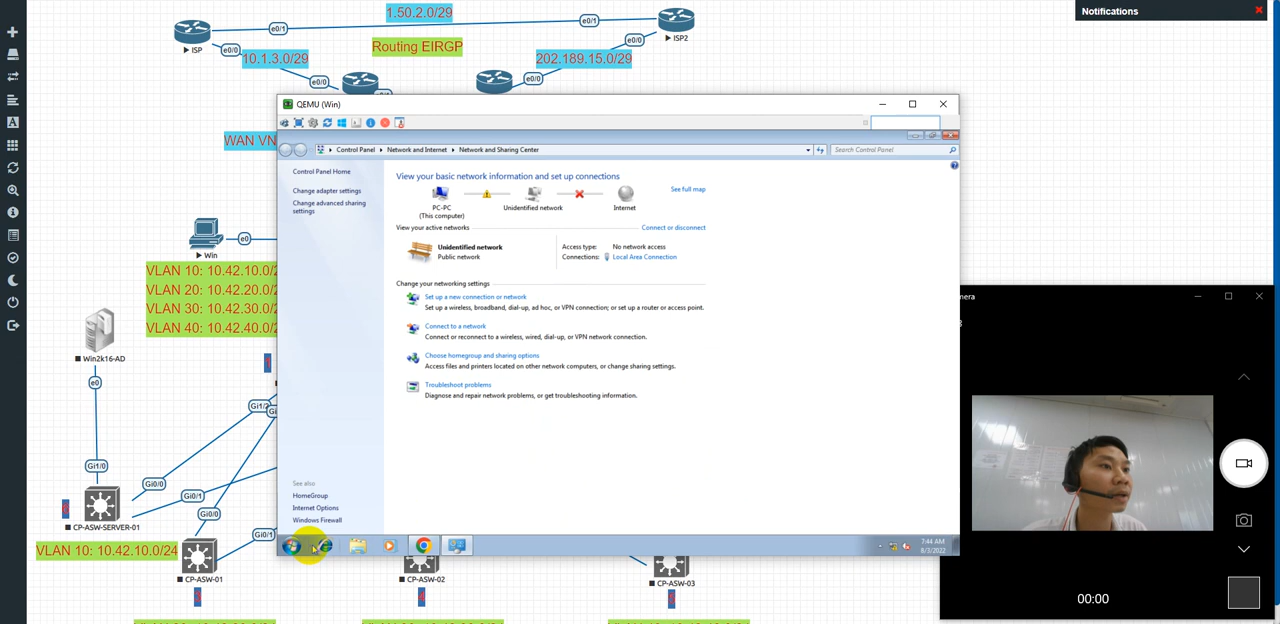 1.50.2.0/29
Notifications
e0/1
e0/1
ISP
ISP2
e0/0
e0/0
Routing EIRGP
10.1.3.0/29
202.189.15.0/29
e0/0
e0/0
QEMU (Win)
WAN VN
Control Panel
Network and Internet
Network and Sharing Center
Search Control Panel
Control Panel Home
Change adapter settings
Change advanced sharing
settings
View your basic network information and set up connections
See full map
PC-PC
(This computer)
Unidentified network
Internet
View your active networks
Connect or disconnect
Unidentified network
Public network
Access type:
No network access
Connections:
Local Area Connection
Change your networking settings
Set up a new connection or network
Set up a wireless, broadband, dial-up, ad hoc, or VPN connection; or set up a router or access point.
Connect to a network
Connect or reconnect to a wireless, wired, dial-up, or VPN network connection.
Choose homegroup and sharing options
Access files and printers located on other network computers, or change sharing settings.
Troubleshoot problems
Diagnose and repair network problems, or get troubleshooting information.
See also
HomeGroup
Internet Options
Windows Firewall
7:44 AM
8/3/2022
e0
Win
VLAN 10: 10.42.10.0/2
VLAN 20: 10.42.20.0/2
VLAN 30: 10.42.30.0/2
VLAN 40: 10.42.40.0/2
Win2k16-AD
e0
Gi1/0
Gi0/0
Gi0/1
Gi0/0
Gi0/1
CP-ASW-SERVER-01
VLAN 10: 10.42.10.0/24
CP-ASW-01
CP-ASW-02
CP-ASW-03
mera
00:00